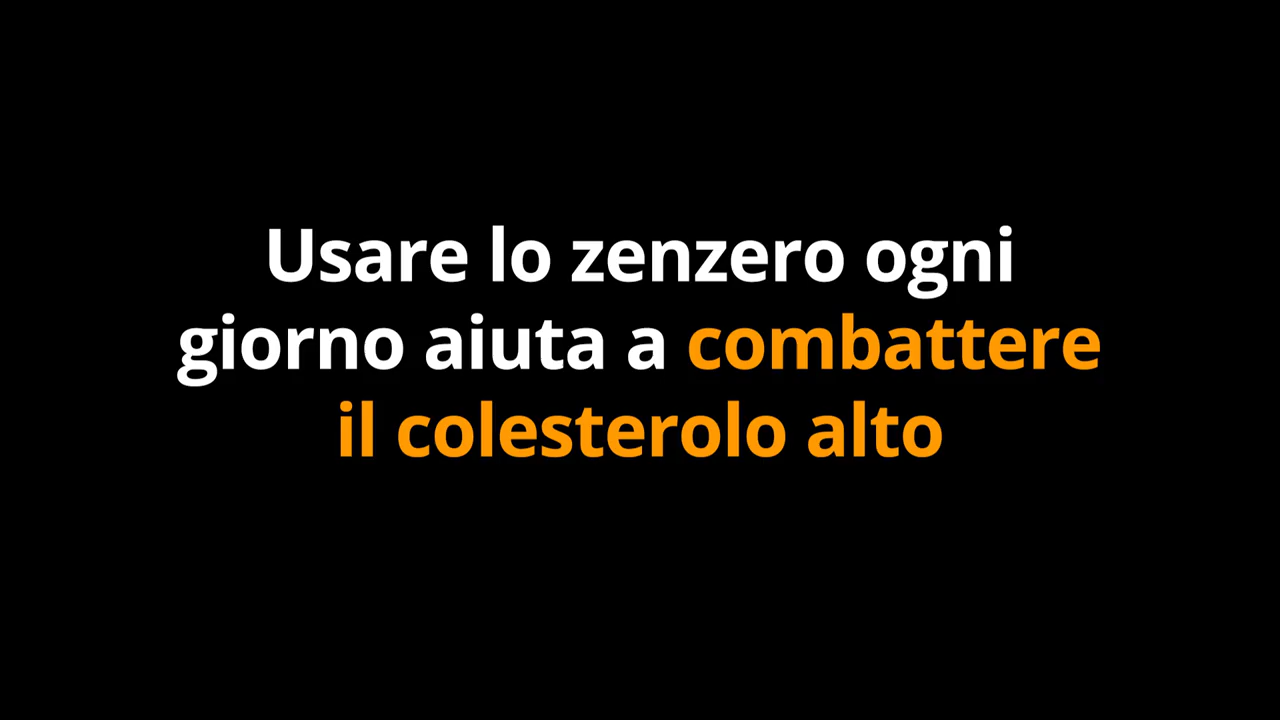 Usare lo zenzero ogni
giorno aiuta a combattere
il colesterolo alto